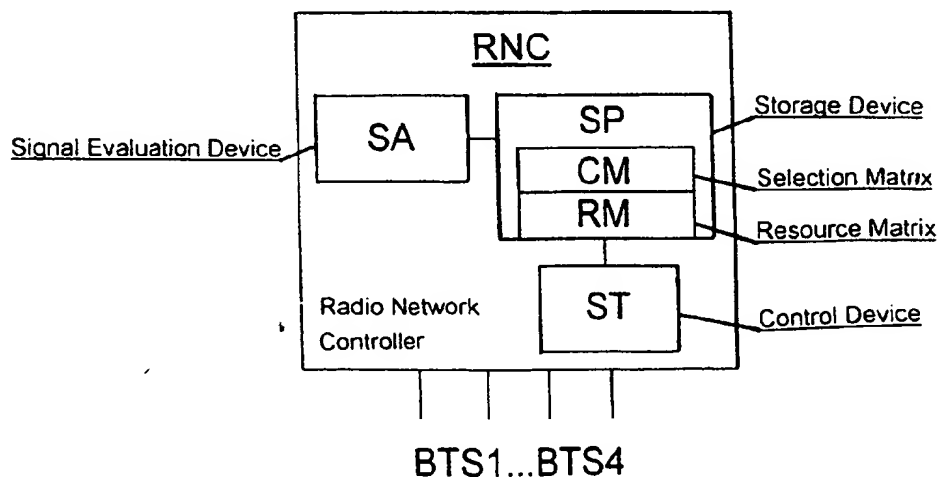 RNC
Storage Device
SP
SA
Signal Evaluation Device
CM
Selection Matrix
RM
Resource Matrix
Radio Network
Controller
ST
Control Device
BTS1...BTS4